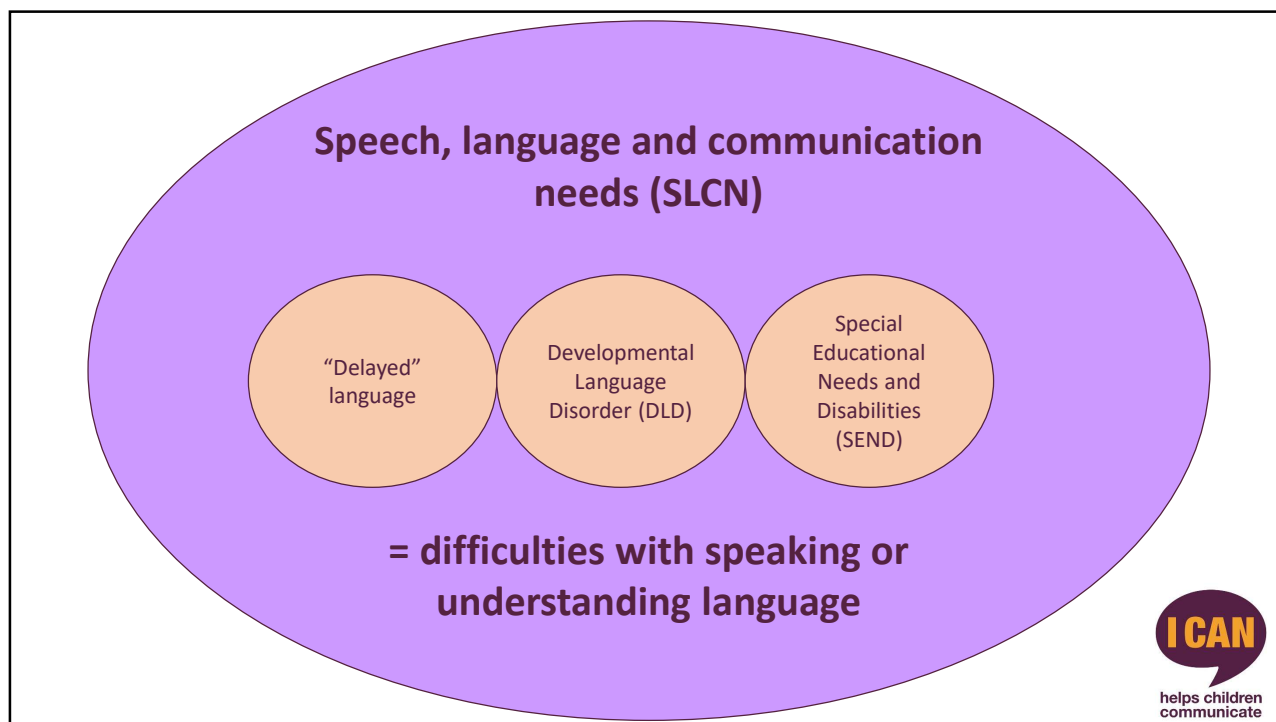 Speech, language and communication
needs (SLCN)
“Delayed”
language
Developmental
Language
Disorder (DLD)
Special
Educational
Needs and
Disabilities
(SEND)
= difficulties with speaking or
understanding language
I CAN
helps children
communicate